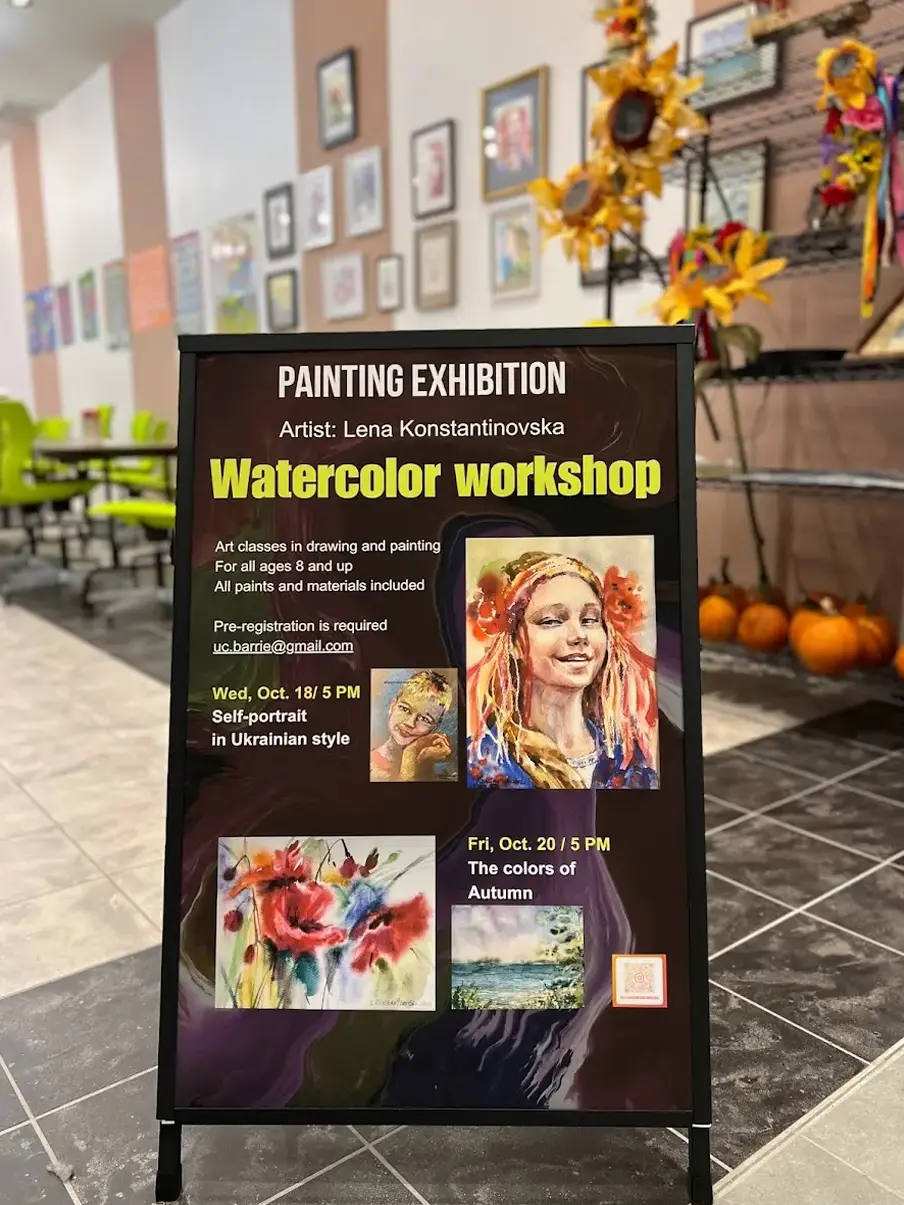 PAINTING EXHIBITION
Artist: Lena Konstantinovska
Watercolor workshop
Art classes in drawing and painting
For all ages 8 and up
All paints and materials included
Pre-registration is required
uc.barrie@gmail.com
Wed, Oct. 18/ 5 PM
Self-portrait
in Ukrainian style
Fri, Oct. 20 / 5 PM
The colors of
Autumn